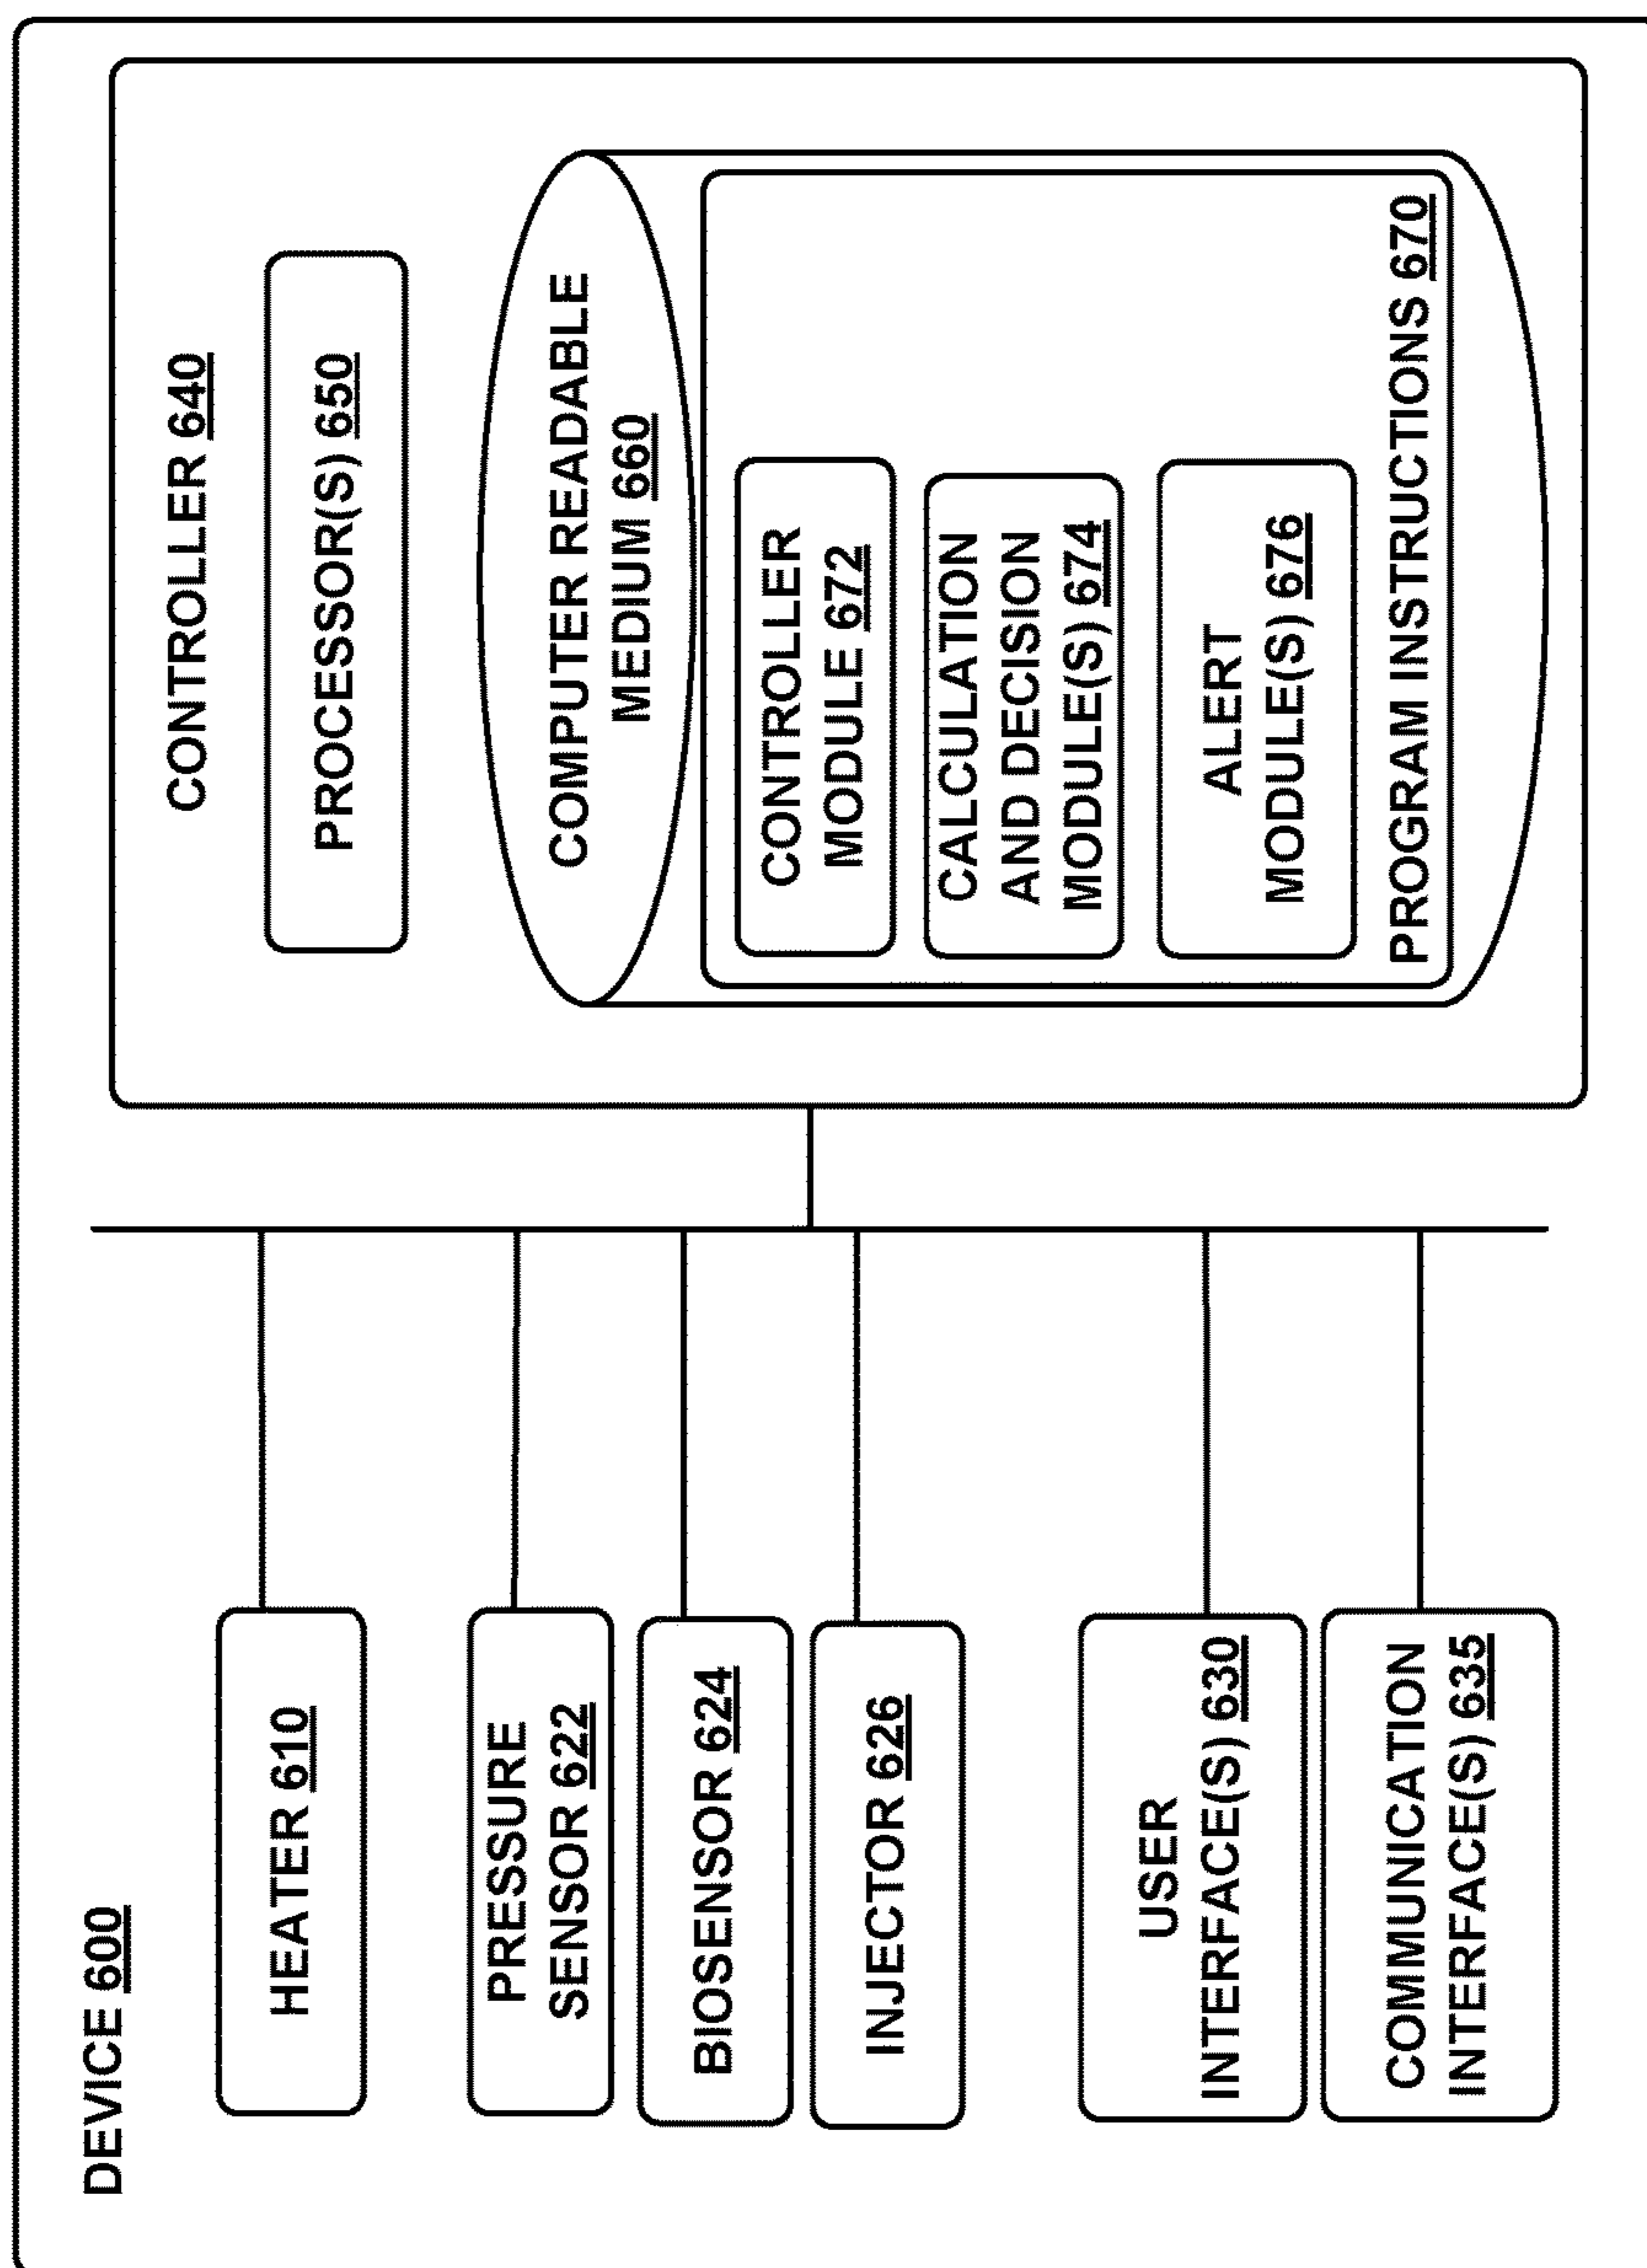 DEVICE 600
HEATER 610
PRESSURE
SENSOR 622
BIOSENSOR 624
INJECTOR 626
USER
INTERFACE(S) 630
COMMUNICATION
INTERFACE(S) 635
CONTROLLER 640
PROCESSOR(S) 650
COMPUTER READABLE
MEDIUM 660
CONTROLLER
MODULE 672
CALCULATION
AND DECISION
MODULE(S) 674
ALERT
MODULE(S) 676
PROGRAM INSTRUCTIONS 670